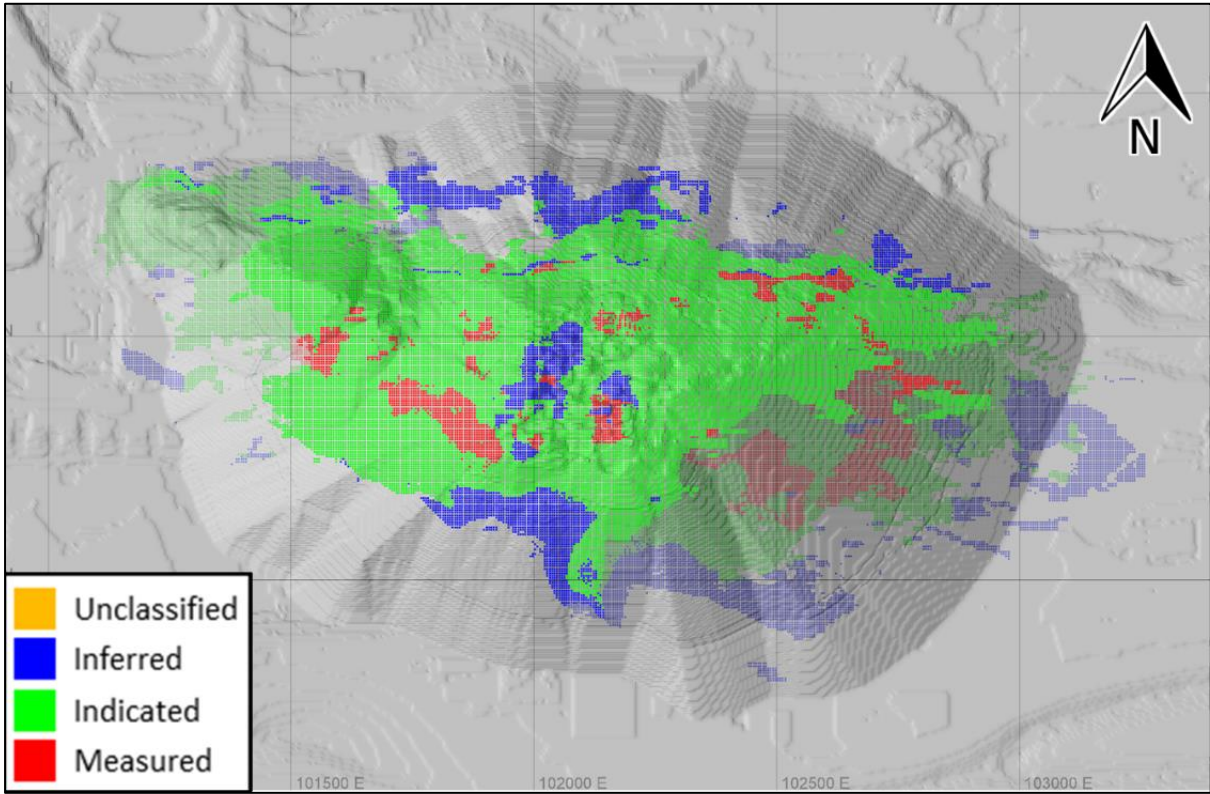 N
Unclassified
Inferred
Indicated
Measured
101500 E
102000 E
102500 E
103000 E